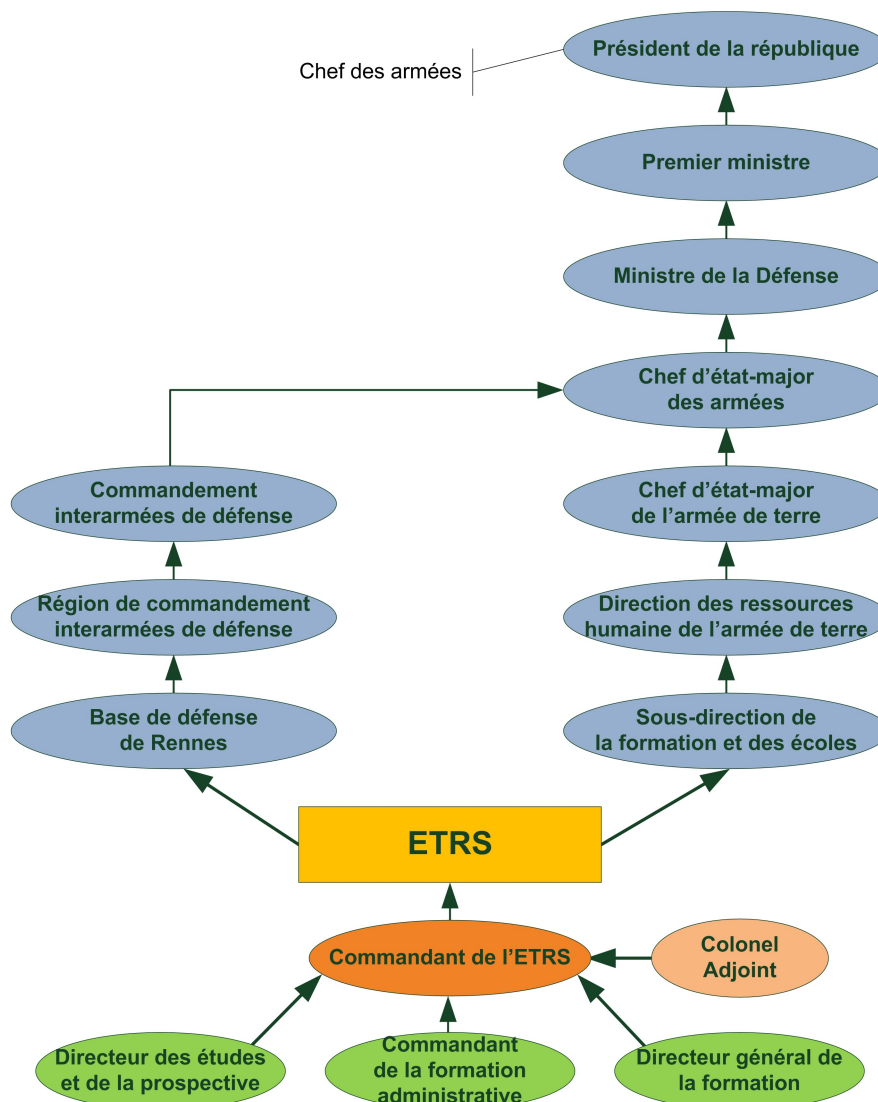 Président de la république
Chef des armées
Premier ministre
Ministre de la Défense
Chef d'état-major
des armées
Commandement
interarmées de défense
Chef d'état-major
de l'armée de terre
Région de commandement
interarmées de défense
Direction des ressources
humaine de l'armée de terre
Base de défense
de Rennes
Sous-direction de
la formation et des écoles
ETRS
Commandant de l'ETRS
Colonel
Adjoint
Directeur des études
et de la prospective
Commandant
de la formation
administrative
Directeur général de
la formation